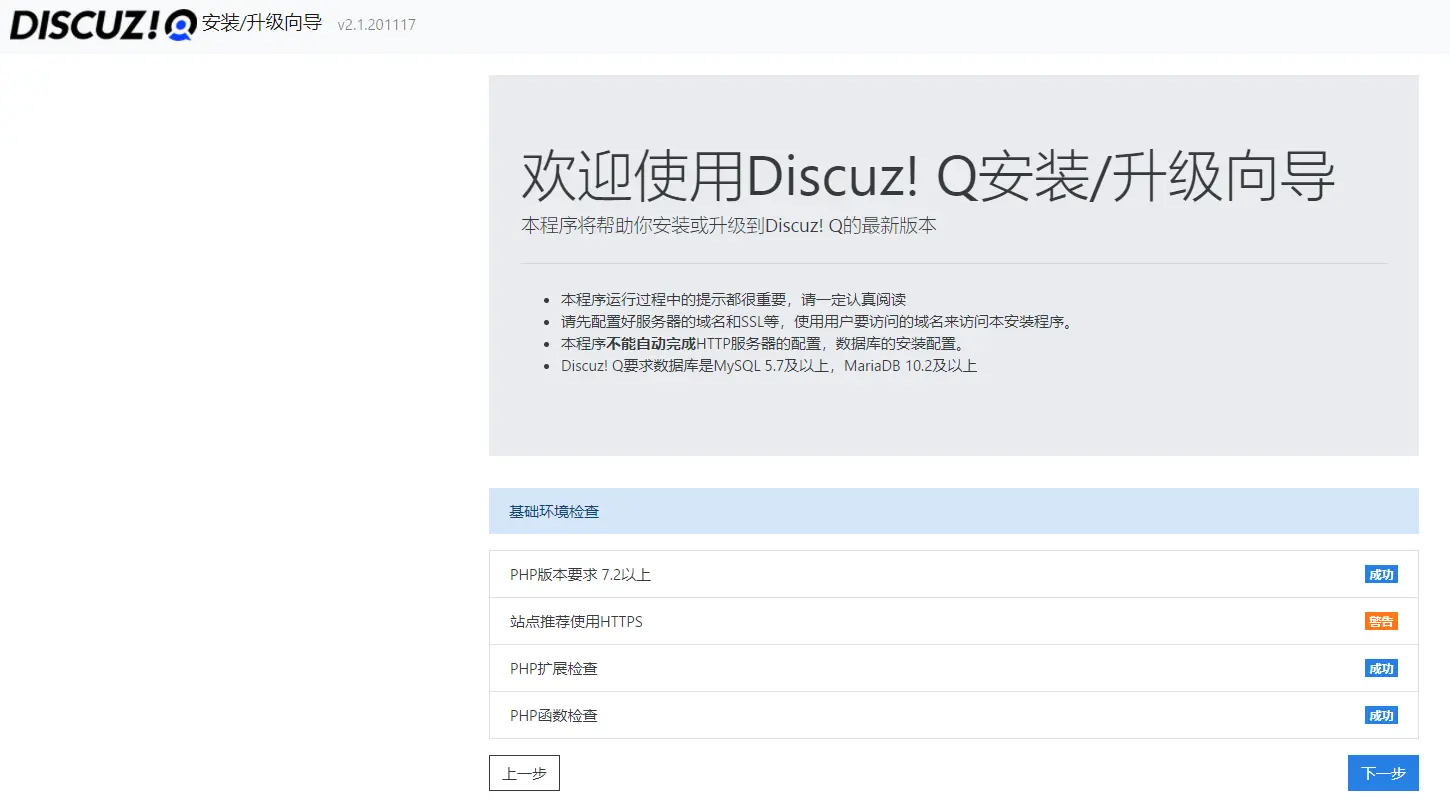 DISCUZ! Q 安装/升级向导 v2.1.201117
欢迎使用Discuz! Q安装/升级向导
本程序将帮助你安装或升级到Discuz! Q的最新版本
本程序运行过程中的提示都很重要，请一定认真阅读
请先配置好服务器的域名和SSL等，使用用户要访问的域名来访问本安装程序。
本程序不能自动完成HTTP服务器的配置，数据库的安装配置。
Discuz! Q要求数据库是MySQL 5.7及以上，MariaDB 10.2及以上
基础环境检查
PHP版本要求 7.2以上 成功
站点推荐使用HTTPS 警告
PHP扩展检查 成功
PHP函数检查 成功
上一步 下一步